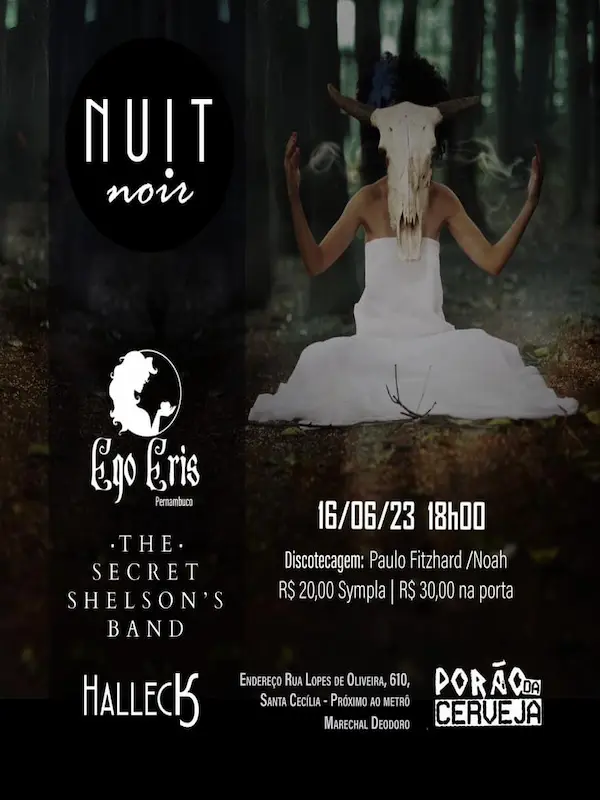 NUIT
noir
Ego Eris
Pernambuco
·THE·
SECRET
SHELSON'S
BAND
HALLECK
16/06/23 18h00
Discotecagem: Paulo Fitzhard /Noah
R$ 20,00 Sympla | R$ 30,00 na porta
ENDEREÇO RUA LOPES DE OLIVEIRA, 610,
SANTA CECÍLIA - PRÓXIMO AO METRÔ
MARECHAL DEODORO
PORÃO DA
CERVEJA